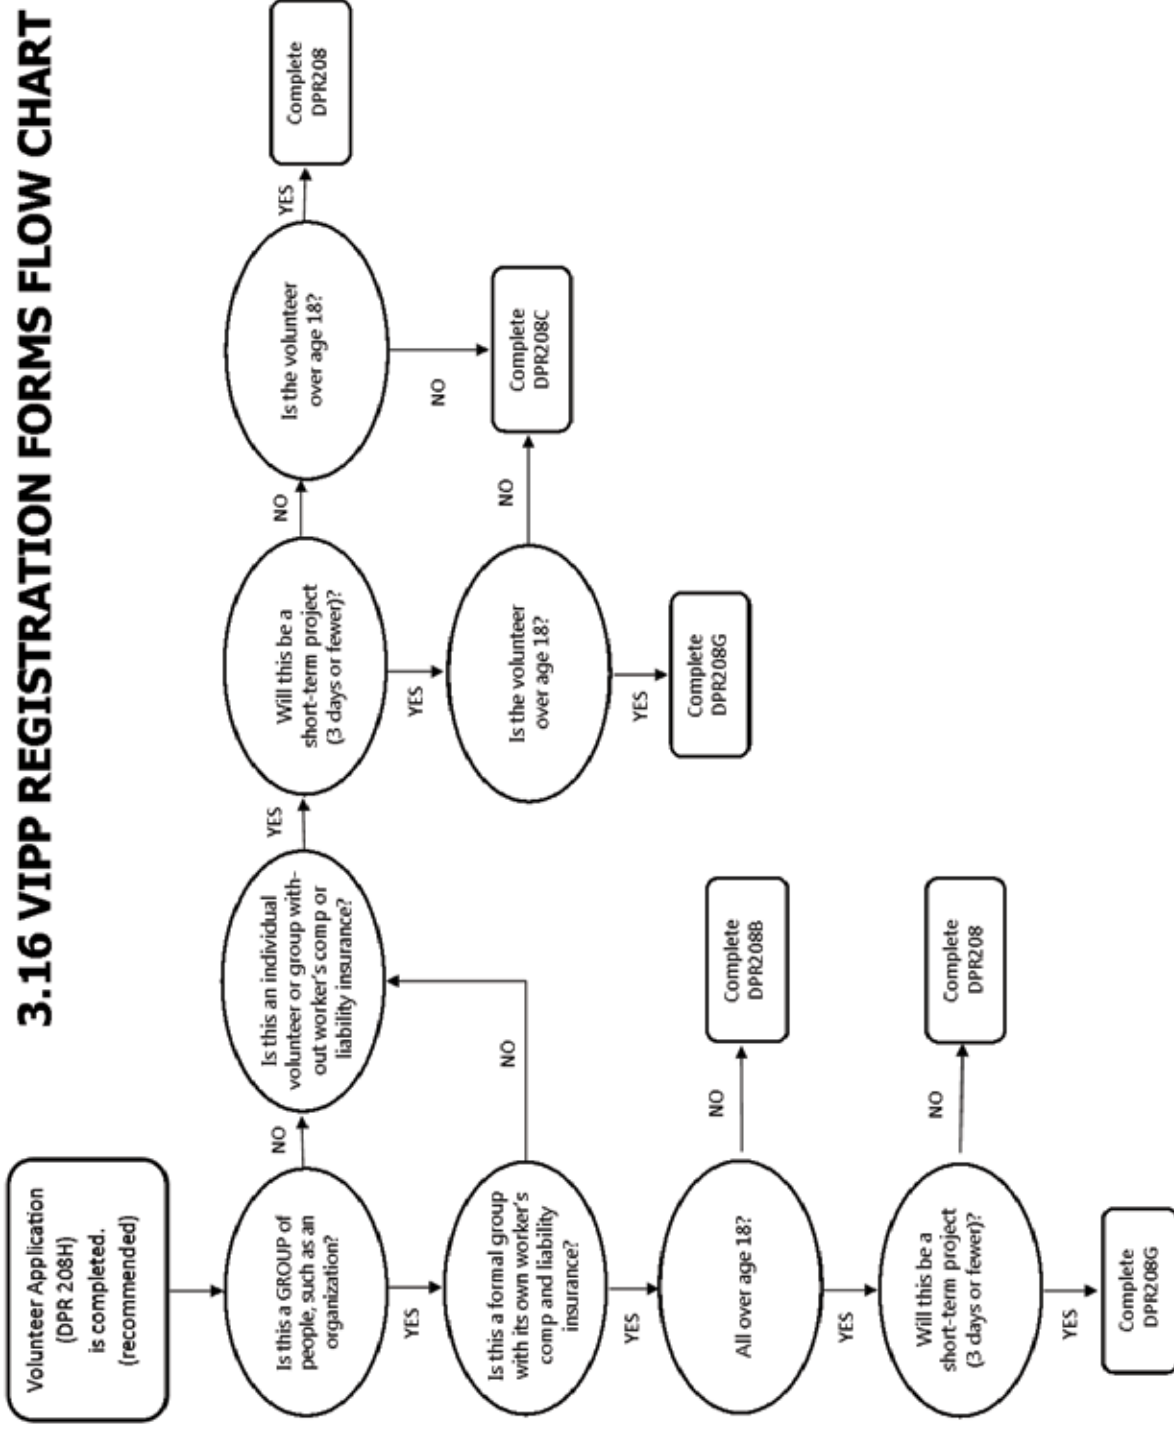 3.16 VIPP REGISTRATION FORMS FLOW CHART
Volunteer Application
(DPR 208H)
is completed.
(recommended)
Is this a GROUP of
people, such as an
organization?
NO
Is this an individual
volunteer or group with-
out worker's comp or
liability insurance?
YES
Will this be a
short-term project
(3 days or fewer)?
NO
Is the volunteer
over age 18?
YES
Complete
DPR208
YES
Is this a formal group
with its own worker's
comp and liability
insurance?
NO
YES
Is the volunteer
over age 18?
NO
Complete
DPR208C
NO
YES
All over age 18?
NO
Complete
DPR208B
YES
Complete
DPR208G
YES
Will this be a
short-term project
(3 days or fewer)?
NO
Complete
DPR208
YES
Complete
DPR208G